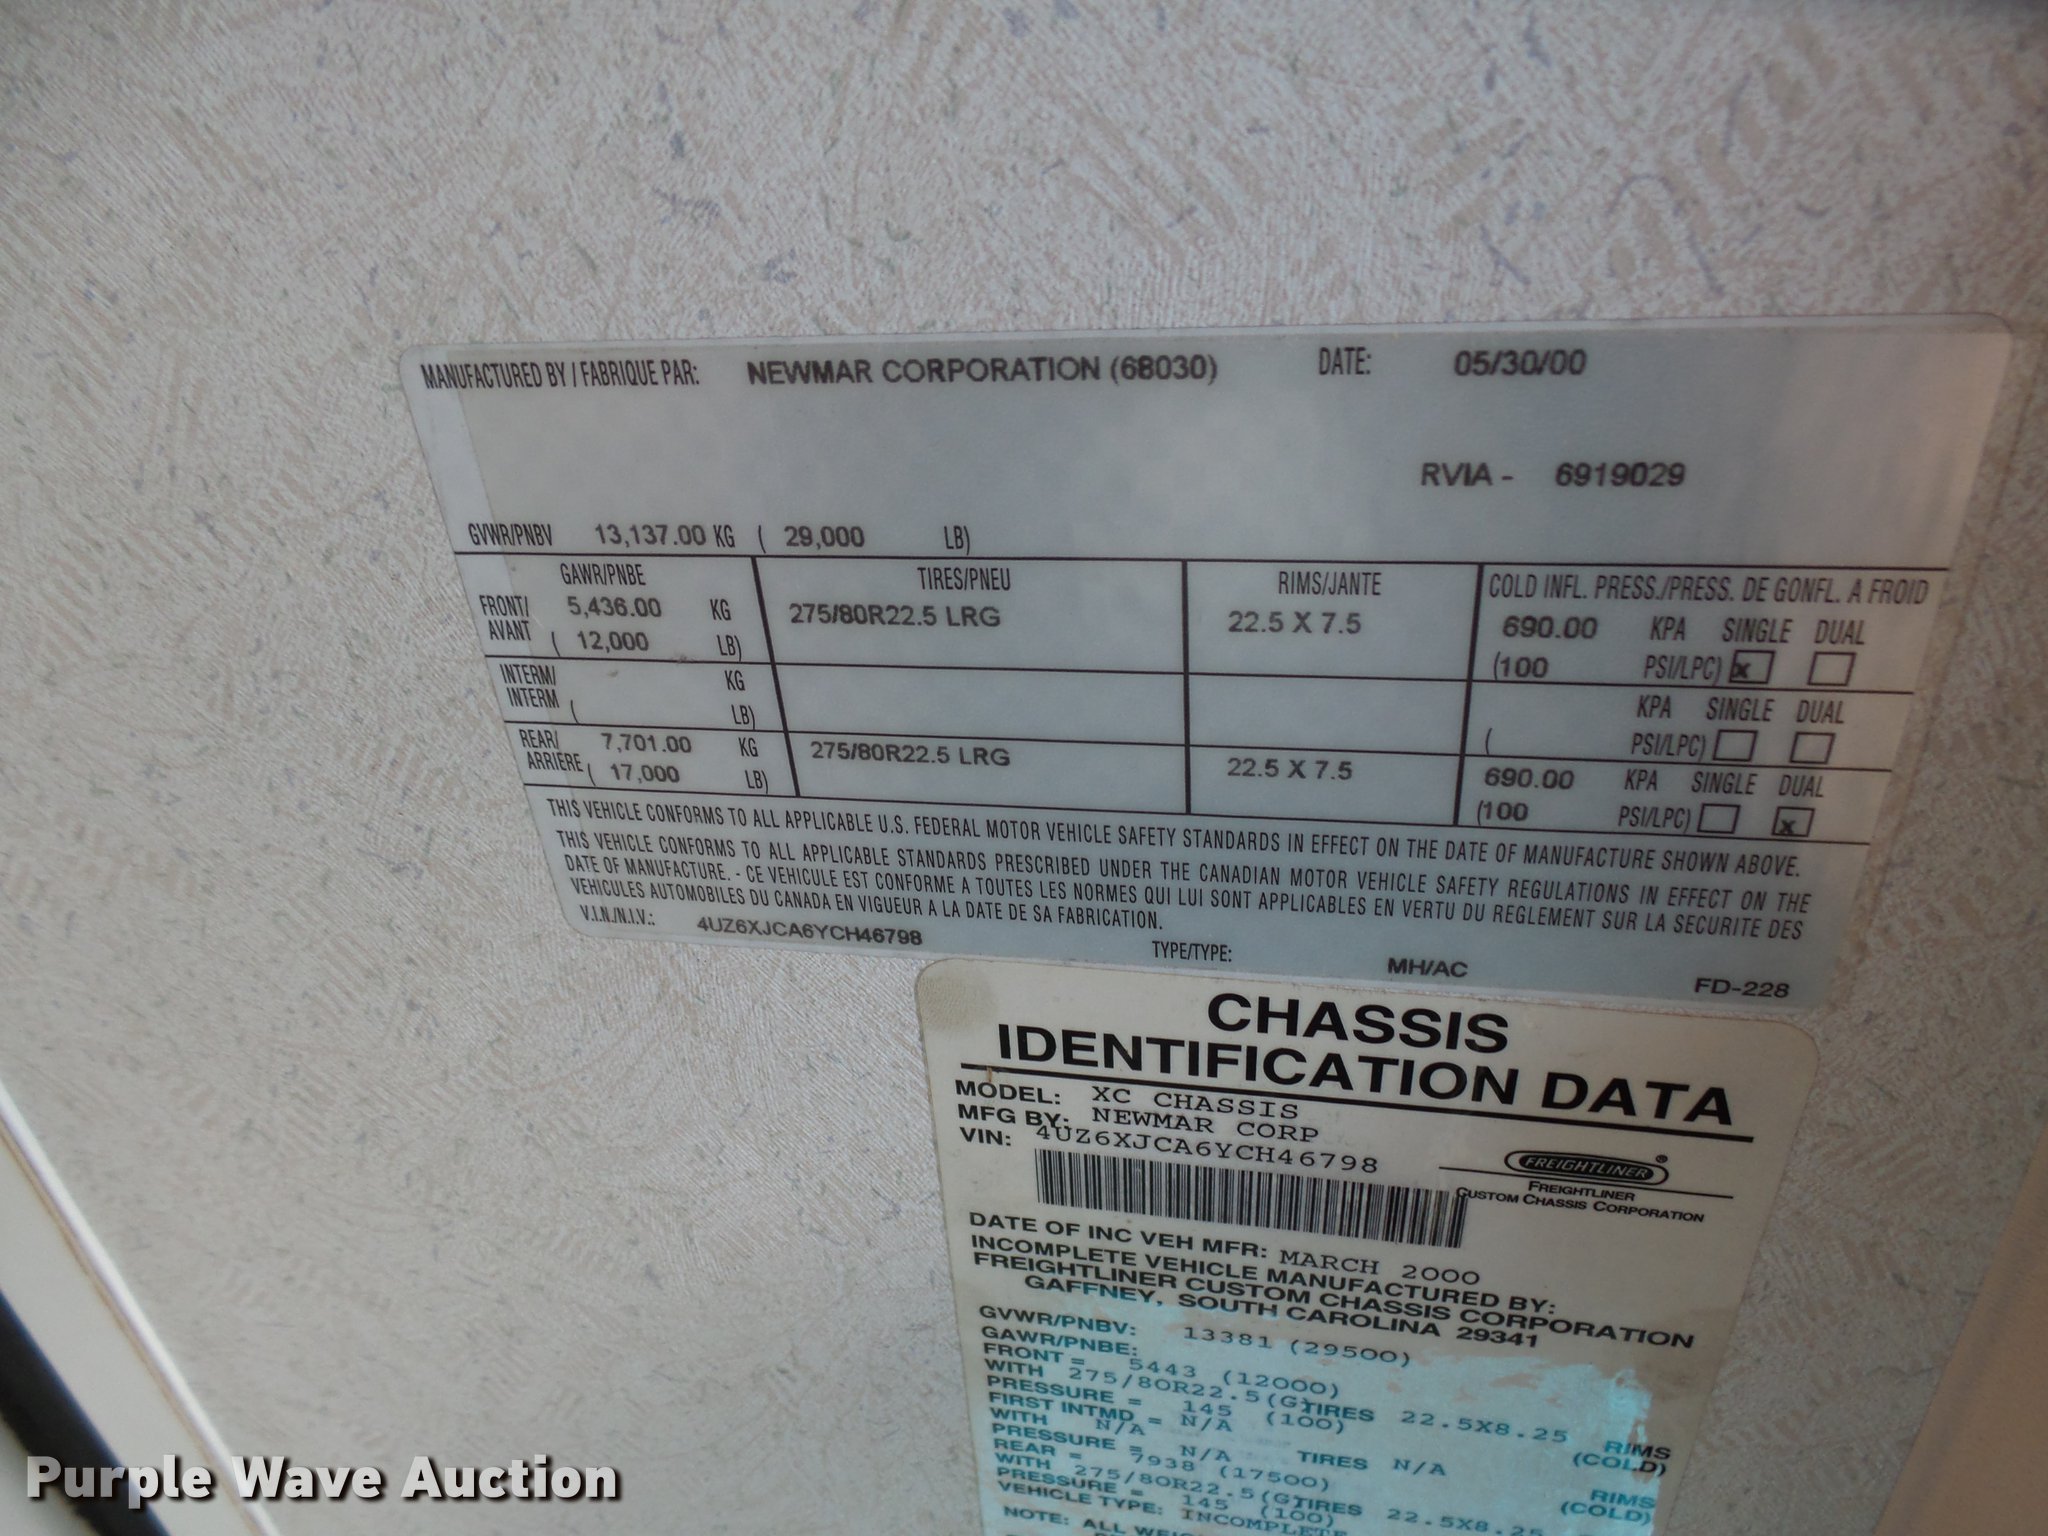 MANUFACTURED BY / FABRIQUE PAR: NEWMAR CORPORATION (68030) DATE: 05/30/00
RVIA - 6919029
GVWR/PNBV 13,137.00 KG ( 29,000 LB)
GAWR/PNBE TIRES/PNEU RIMS/JANTE COLD INFL. PRESS./PRESS. DE GONFL. A FROID
FRONT/ 5,436.00 KG 275/80R22.5 LRG 22.5 X 7.5 690.00 KPA SINGLE DUAL
AVANT ( 12,000 LB) (100 PSI/LPC) x
INTERM/ KG KPA SINGLE DUAL
INTERM ( LB) ( PSI/LPC)
REAR/ 7,701.00 KG 275/80R22.5 LRG 22.5 X 7.5 690.00 KPA SINGLE DUAL
ARRIERE ( 17,000 LB) (100 PSI/LPC) x
THIS VEHICLE CONFORMS TO ALL APPLICABLE U.S. FEDERAL MOTOR VEHICLE SAFETY STANDARDS IN EFFECT ON THE DATE OF MANUFACTURE SHOWN ABOVE.
THIS VEHICLE CONFORMS TO ALL APPLICABLE STANDARDS PRESCRIBED UNDER THE CANADIAN MOTOR VEHICLE SAFETY REGULATIONS IN EFFECT ON THE
DATE OF MANUFACTURE. - CE VEHICULE EST CONFORME A TOUTES LES NORMES QUI LUI SONT APPLICABLES EN VERTU DU REGLEMENT SUR LA SECURITE DES
VEHICULES AUTOMOBILES DU CANADA EN VIGUEUR A LA DATE DE SA FABRICATION.
V.I.N./N.I.V.: 4UZ6XJCA6YCH46798 TYPE/TYPE: MH/AC FD-228
CHASSIS
IDENTIFICATION DATA
MODEL: XC CHASSIS
MFG BY: NEWMAR CORP
VIN: 4UZ6XJCA6YCH46798
FREIGHTLINER®
FREIGHTLINER
CUSTOM CHASSIS CORPORATION
DATE OF INC VEH MFR: MARCH 2000
INCOMPLETE VEHICLE MANUFACTURED BY:
FREIGHTLINER CUSTOM CHASSIS CORPORATION
GAFFNEY, SOUTH CAROLINA 29341
GVWR/PNBV: 13381 (29500)
GAWR/PNBE:
FRONT = 5443 (12000)
WITH 275/80R22.5(G) TIRES 22.5X8.25 RIMS
PRESSURE = 145 (100) (COLD)
FIRST INTMD = N/A
WITH N/A TIRES N/A RIMS
PRESSURE = N/A (COLD)
REAR = 7938 (17500)
WITH 275/80R22.5(G) TIRES 22.5X8.25
PRESSURE = 145 (100)
VEHICLE TYPE: INCOMPLETE
NOTE: ALL
Purple Wave Auction